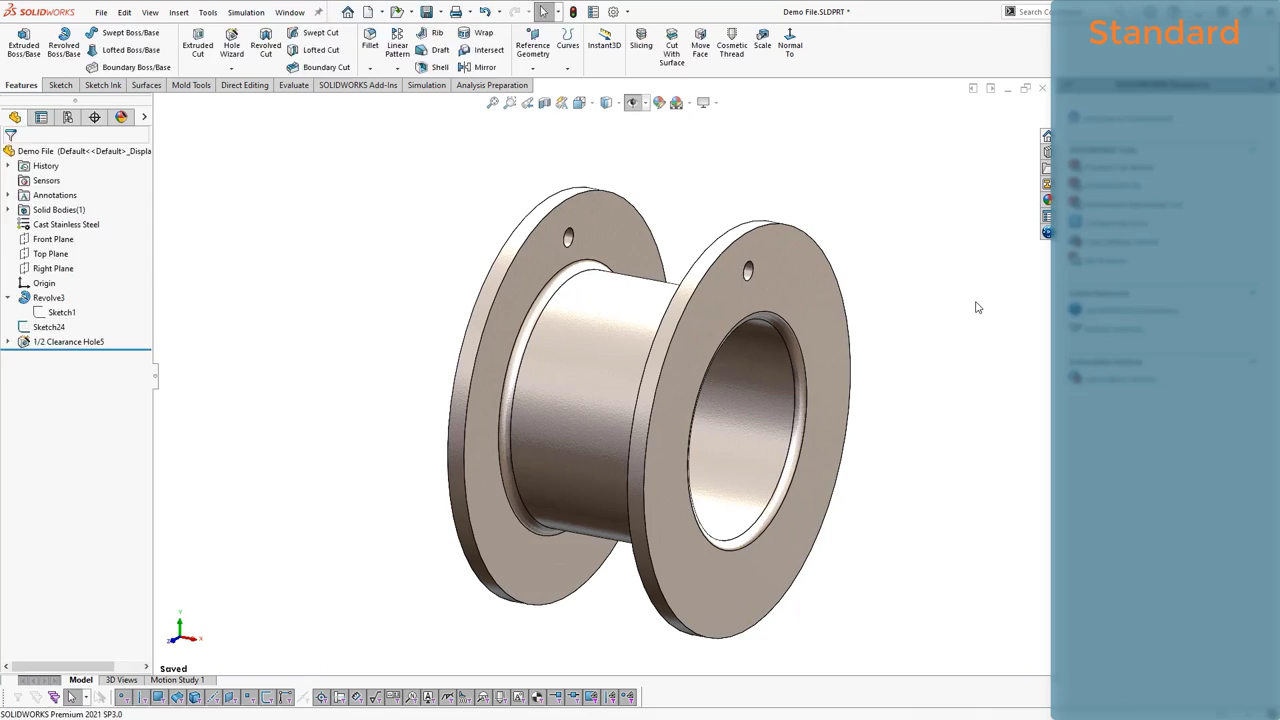 SOLIDWORKS File Edit View Insert Tools Simulation Window Demo File.SLDPRT * Search Co
Standard
Extruded Boss/Base
Revolved Boss/Base
Swept Boss/Base
Lofted Boss/Base
Boundary Boss/Base
Extruded Cut
Hole Wizard
Revolved Cut
Swept Cut
Lofted Cut
Boundary Cut
Fillet
Linear Pattern
Rib
Draft
Shell
Wrap
Intersect
Mirror
Reference Geometry
Curves
Instant3D
Slicing
Cut With Surface
Move Face
Cosmetic Thread
Scale
Normal To
Features Sketch Sketch Ink Surfaces Mold Tools Direct Editing Evaluate SOLIDWORKS Add-Ins Simulation Analysis Preparation
Demo File (Default<<Default>_Displa
History
Sensors
Annotations
Solid Bodies(1)
Cast Stainless Steel
Front Plane
Top Plane
Right Plane
Origin
Revolve3
Sketch1
Sketch24
1/2 Clearance Hole5
Y
X
Z
Saved
Model 3D Views Motion Study 1
SOLIDWORKS Premium 2021 SP3.0